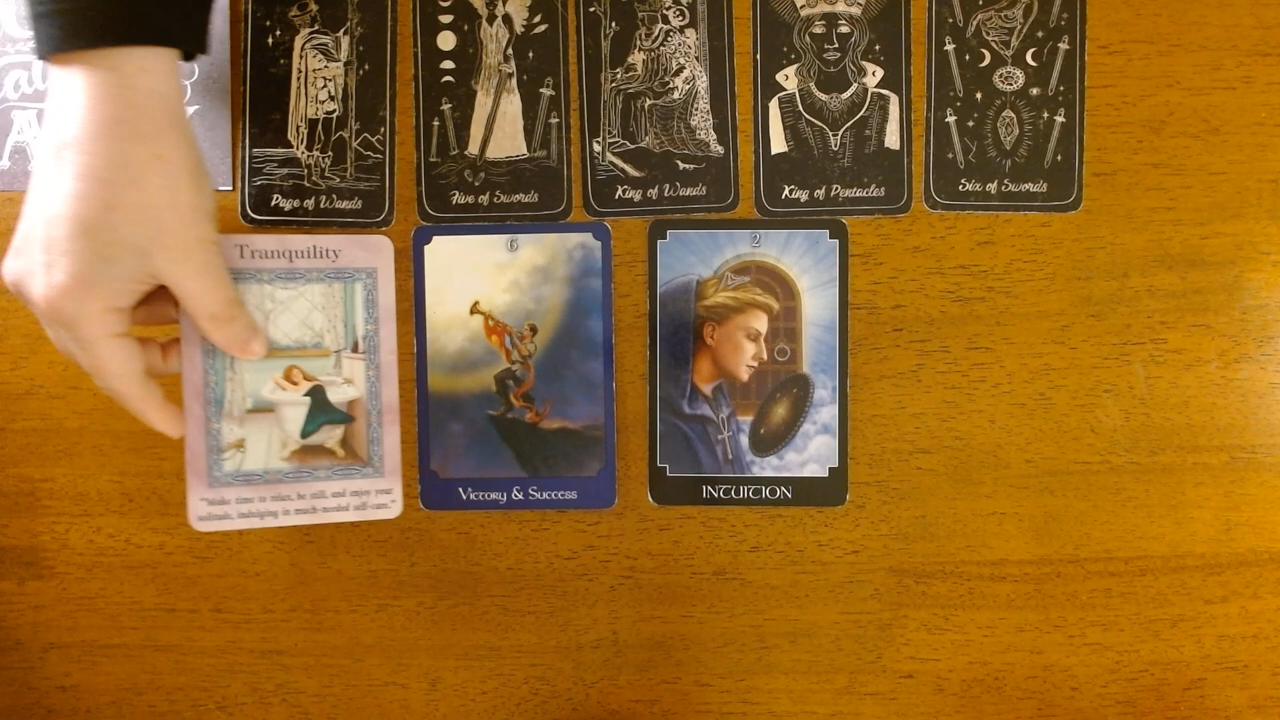 Page of Wands
Five of Swords
King of Wands
King of Pentacles
Six of Swords
Tranquility
6
2
"Make time to relax, be still, and enjoy your
solitude, indulging in much-needed self-care."
Victory & Success
INTUITION